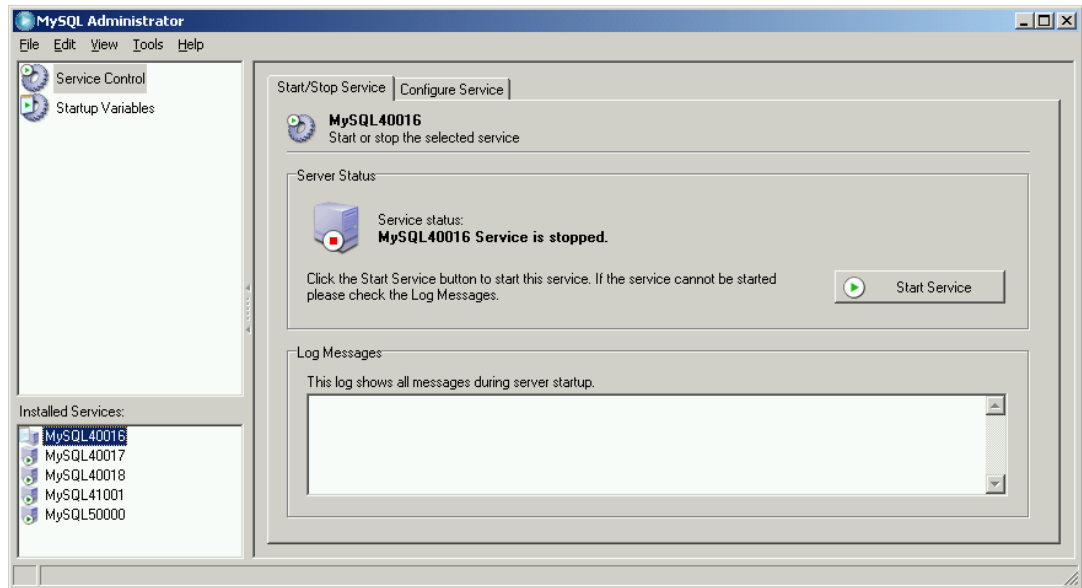 MySQL Administrator
File Edit View Tools Help
Service Control
Startup Variables
Start/Stop Service Configure Service
MySQL40016
Start or stop the selected service
Server Status
Service status:
MySQL40016 Service is stopped.
Click the Start Service button to start this service. If the service cannot be started
please check the Log Messages.
Start Service
Log Messages
This log shows all messages during server startup.
Installed Services:
MySQL40016
MySQL40017
MySQL40018
MySQL41001
MySQL50000